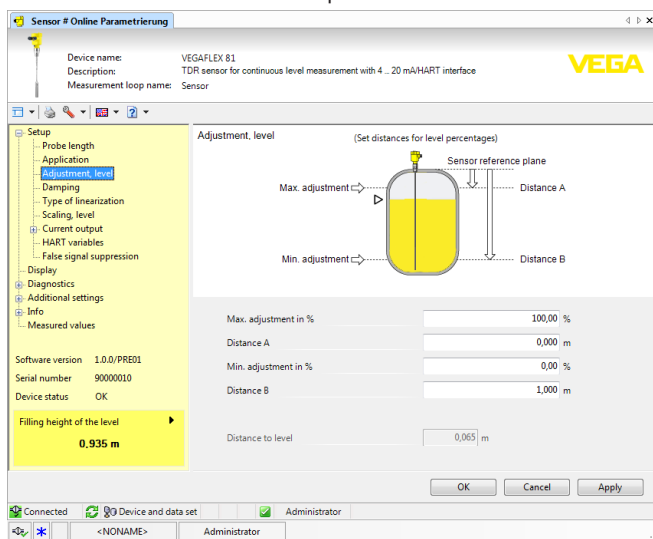 Sensor # Online Parametrierung
Device name: VEGAFLEX 81
Description: TDR sensor for continuous level measurement with 4 .. 20 mA/HART interface
Measurement loop name: Sensor
VEGA
Setup
Probe length
Application
Adjustment, level
Damping
Type of linearization
Scaling, level
Current output
HART variables
False signal suppression
Display
Diagnostics
Additional settings
Info
Measured values
Software version 1.0.0/PRE01
Serial number 90000010
Device status OK
Filling height of the level
0,935 m
Adjustment, level (Set distances for level percentages)
Sensor reference plane
Max. adjustment Distance A
Min. adjustment Distance B
Max. adjustment in % 100,00 %
Distance A 0,000 m
Min. adjustment in % 0,00 %
Distance B 1,000 m
Distance to level 0,065 m
OK Cancel Apply
Connected Device and data set Administrator
<NONAME> Administrator